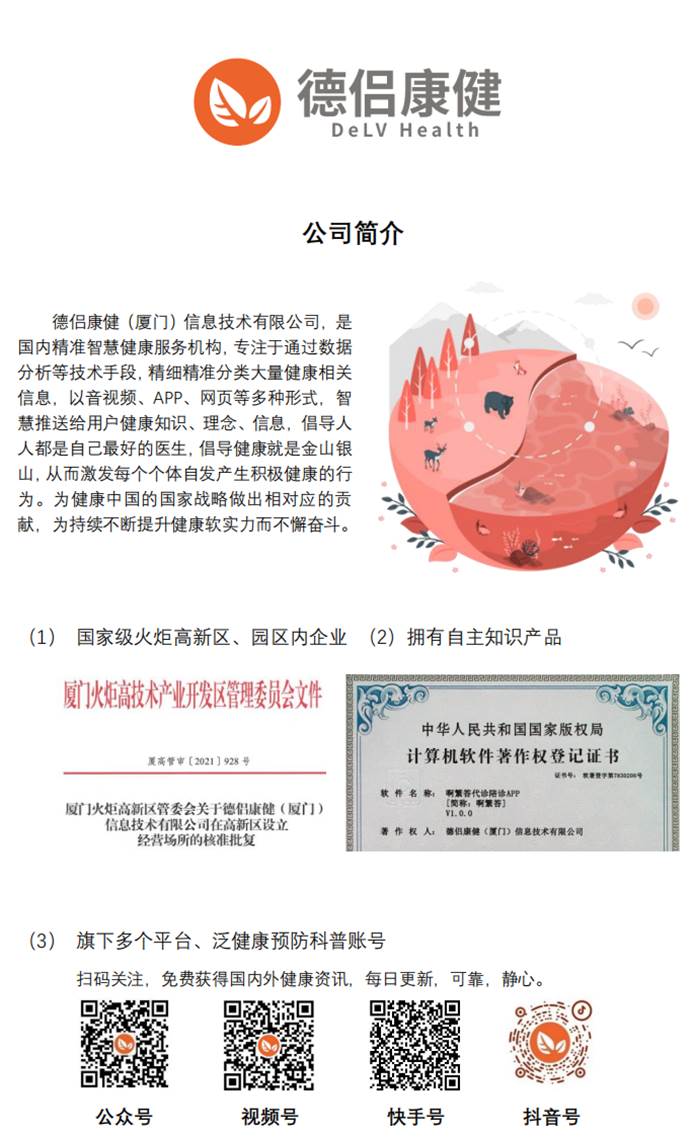 德侣康健
DeLV Health
公司简介
德侣康健（厦门）信息技术有限公司，是
国内精准智慧健康服务机构，专注于通过数据
分析等技术手段，精细精准分类大量健康相关
信息，以音视频、APP、网页等多种形式，智
慧推送给用户健康知识、理念、信息，倡导人
人都是自己最好的医生，倡导健康就是金山银
山，从而激发每个个体自发产生积极健康的行
为。为健康中国的国家战略做出相对应的贡
献，为持续不断提升健康软实力而不懈奋斗。
（1） 国家级火炬高新区、园区内企业
（2）拥有自主知识产品
厦门火炬高技术产业开发区管理委员会文件
厦高管审〔2021〕928 号
厦门火炬高新区管委会关于德侣康健（厦门）
信息技术有限公司在高新区设立
经营场所的核准批复
中华人民共和国国家版权局
计算机软件著作权登记证书
证书号： 软著登字第7830206号
软 件 名 称： 啊繁答代诊陪诊APP
[简称：啊繁答]
V1.0.0
著 作 权 人： 德侣康健（厦门）信息技术有限公司
（3） 旗下多个平台、泛健康预防科普账号
扫码关注，免费获得国内外健康资讯，每日更新，可靠，静心。
公众号 视频号 快手号 抖音号